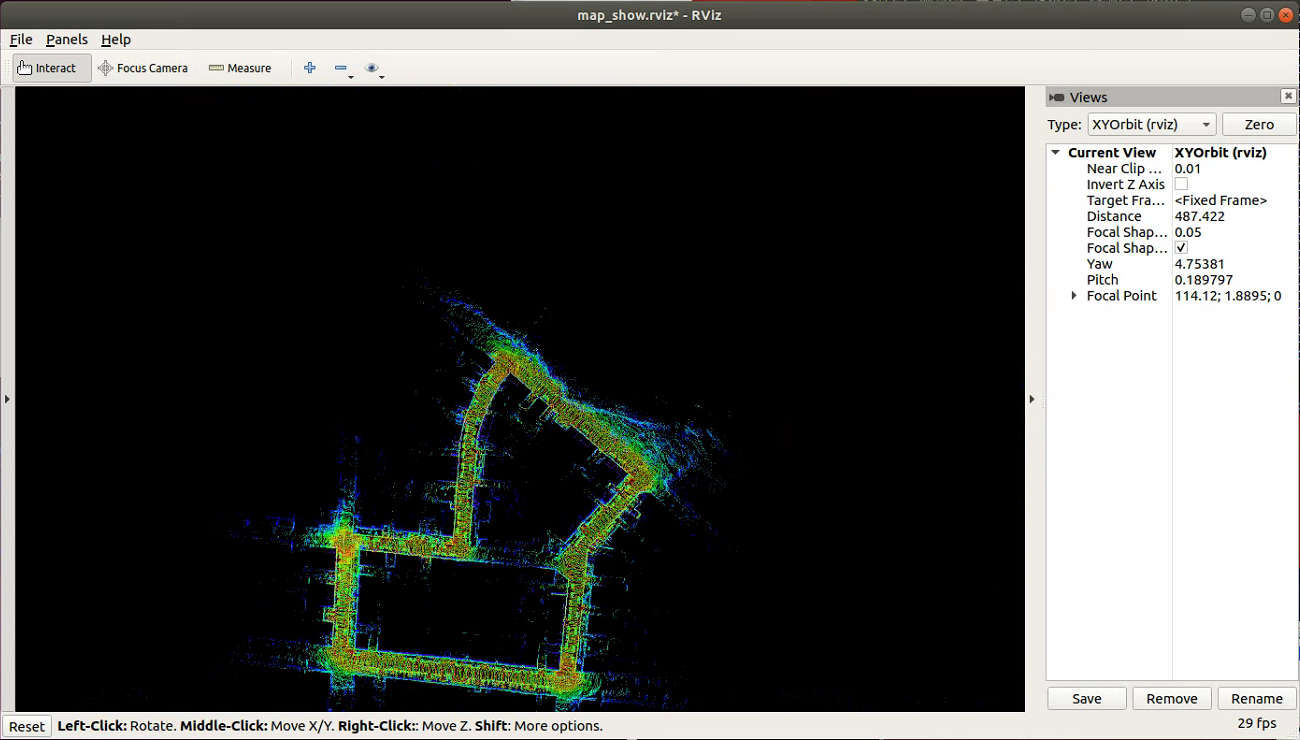 map_show.rviz* - RViz
File Panels Help
Interact Focus Camera Measure
Views
Type: XYOrbit (rviz) Zero
Current View XYOrbit (rviz)
Near Clip ... 0.01
Invert Z Axis
Target Fra... <Fixed Frame>
Distance 487.422
Focal Shap... 0.05
Focal Shap...
Yaw 4.75381
Pitch 0.189797
Focal Point 114.12; 1.8895; 0
Save Remove Rename
Reset Left-Click: Rotate. Middle-Click: Move X/Y. Right-Click:: Move Z. Shift: More options. 29 fps